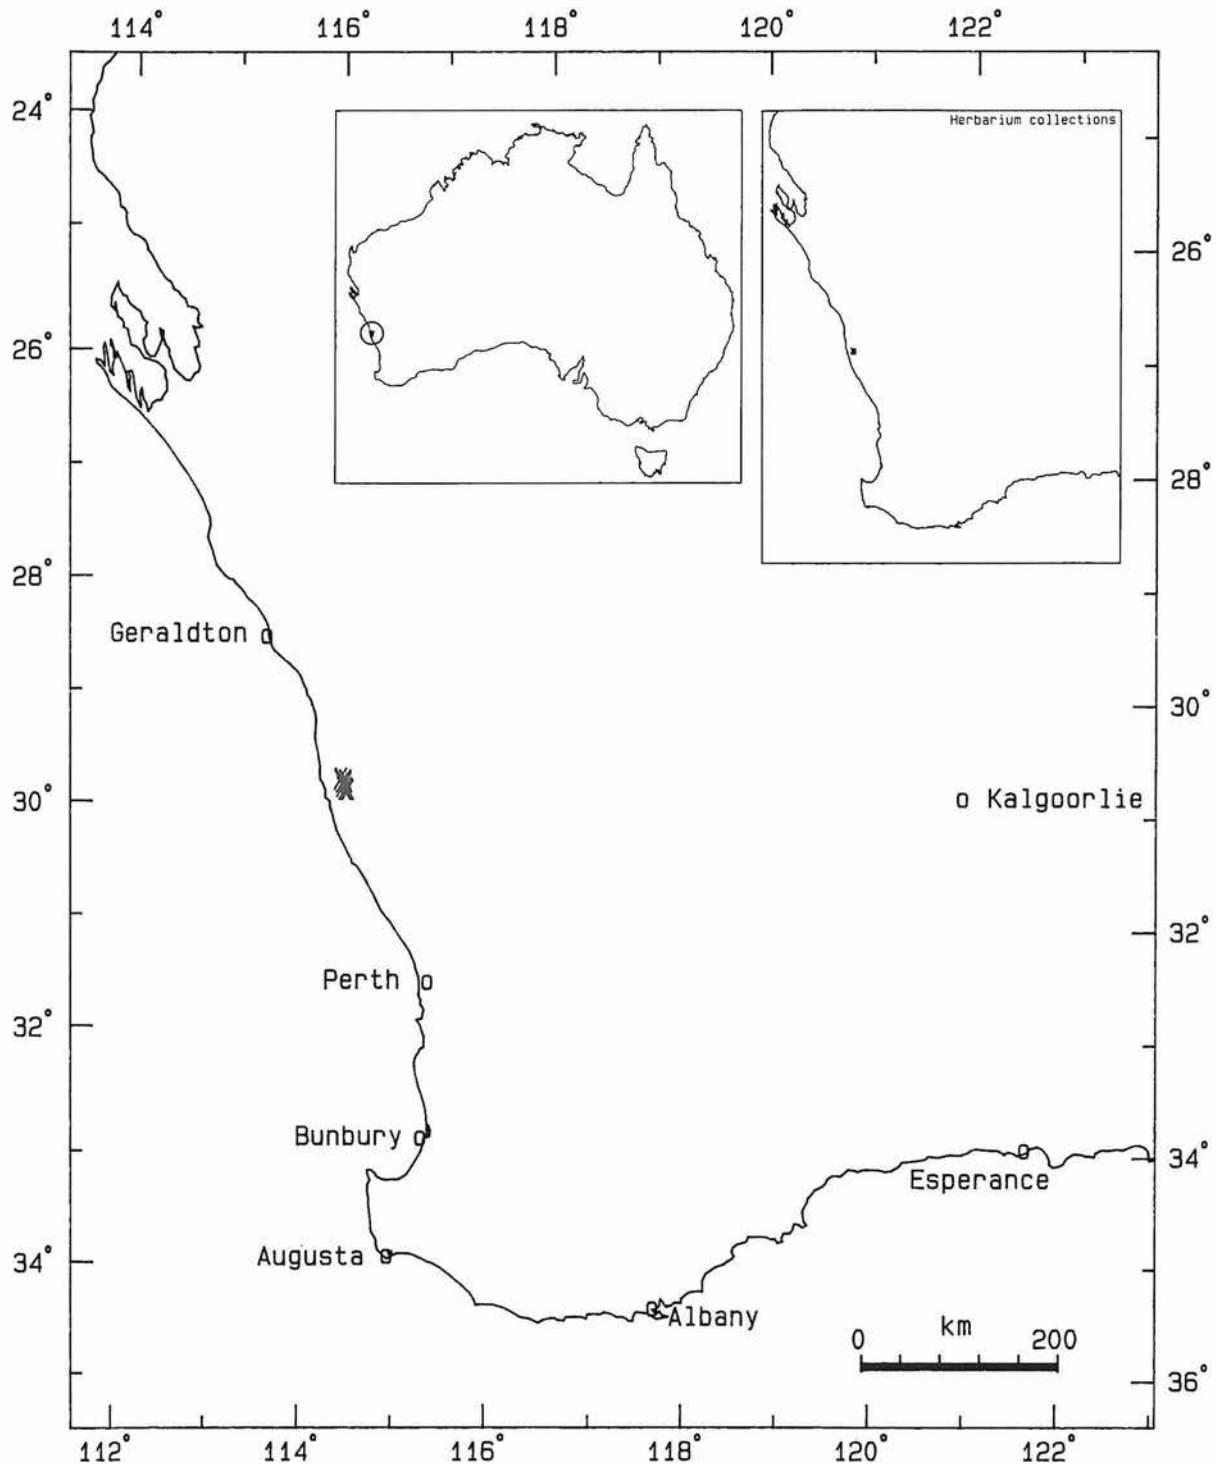 114° 116° 118° 120° 122°
24°
Herbarium collections
26°
26°
28°
28°
Geraldton
30°
30°
Kalgoorlie
32°
Perth
32°
Bunbury
34°
Esperance
Augusta
34°
Albany
km
0 200
36°
112° 114° 116° 118° 120° 122°